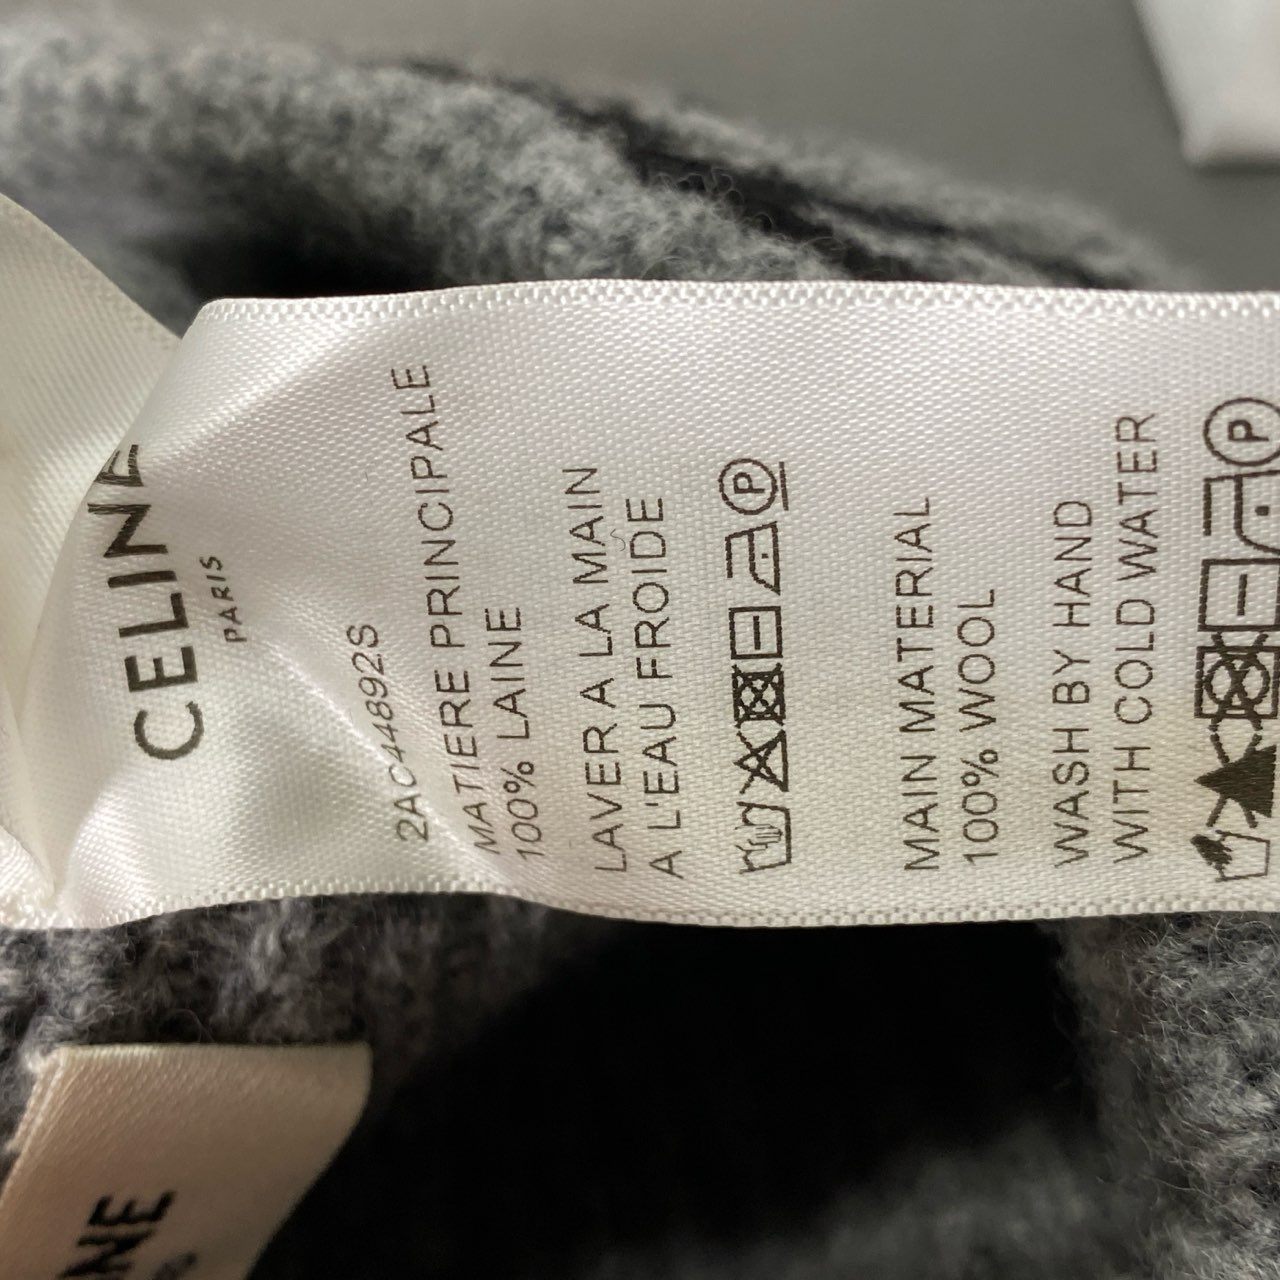 CELINE
PARIS
2AC44892S
MATIERE PRINCIPALE
100% LAINE
LAVER A LA MAIN
A L'EAU FROIDE
P
MAIN MATERIAL
100% WOOL
WASH BY HAND
WITH COLD WATER
P
NE